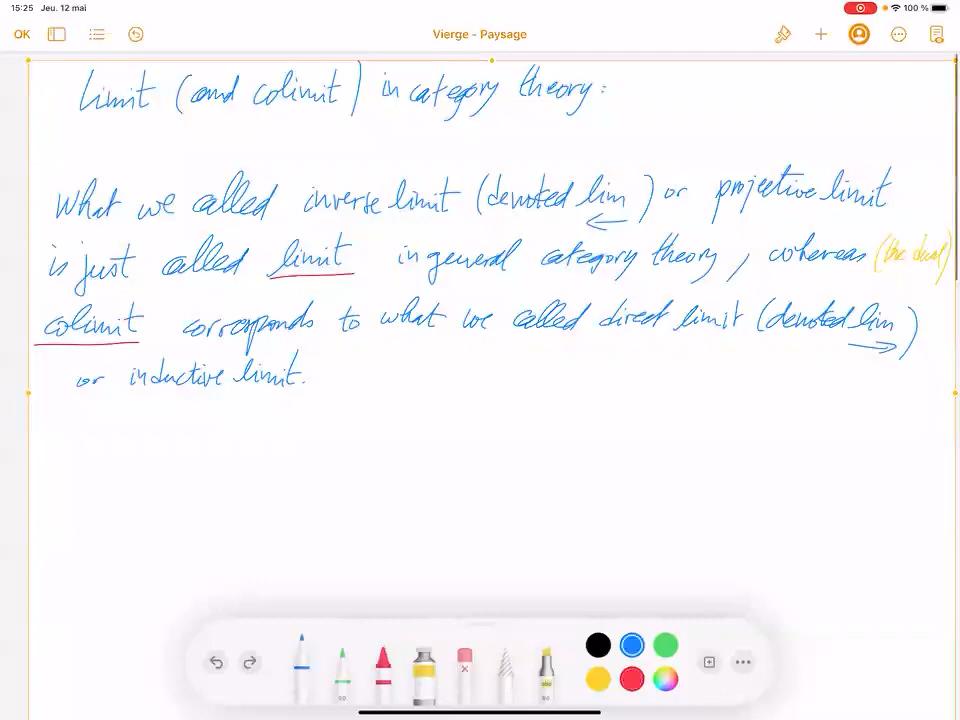 15:25 Jeu. 12 mai
100 %
OK
Vierge - Paysage
Limit (and colimit) in category theory:
What we called inverse limit (denoted lim ←) or projective limit
is just called limit in general category theory, whereas (the dual)
colimit corresponds to what we called direct limit (denoted lim →)
or inductive limit.